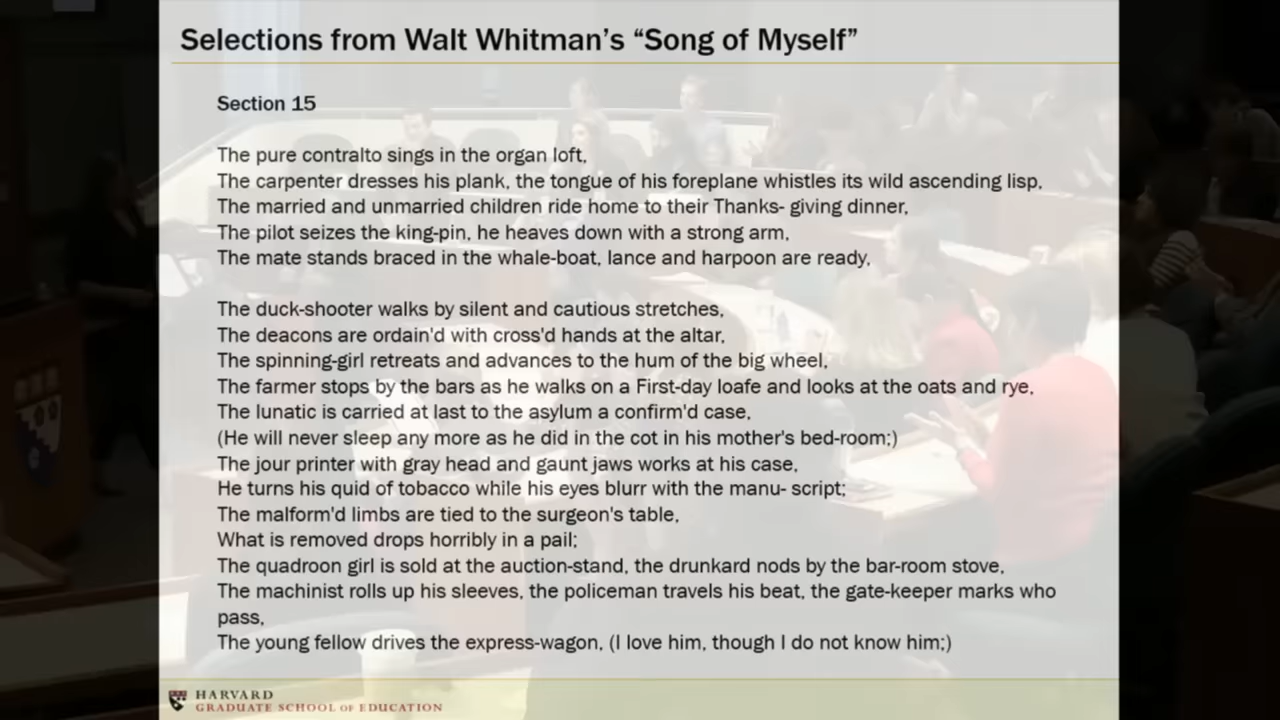 Selections from Walt Whitman’s “Song of Myself”
Section 15
The pure contralto sings in the organ loft,
The carpenter dresses his plank, the tongue of his foreplane whistles its wild ascending lisp,
The married and unmarried children ride home to their Thanks- giving dinner,
The pilot seizes the king-pin, he heaves down with a strong arm,
The mate stands braced in the whale-boat, lance and harpoon are ready,
The duck-shooter walks by silent and cautious stretches,
The deacons are ordain'd with cross'd hands at the altar,
The spinning-girl retreats and advances to the hum of the big wheel,
The farmer stops by the bars as he walks on a First-day loafe and looks at the oats and rye,
The lunatic is carried at last to the asylum a confirm'd case,
(He will never sleep any more as he did in the cot in his mother's bed-room;)
The jour printer with gray head and gaunt jaws works at his case,
He turns his quid of tobacco while his eyes blurr with the manu- script;
The malform'd limbs are tied to the surgeon's table,
What is removed drops horribly in a pail;
The quadroon girl is sold at the auction-stand, the drunkard nods by the bar-room stove,
The machinist rolls up his sleeves, the policeman travels his beat, the gate-keeper marks who
pass,
The young fellow drives the express-wagon, (I love him, though I do not know him;)
HARVARD
GRADUATE SCHOOL OF EDUCATION